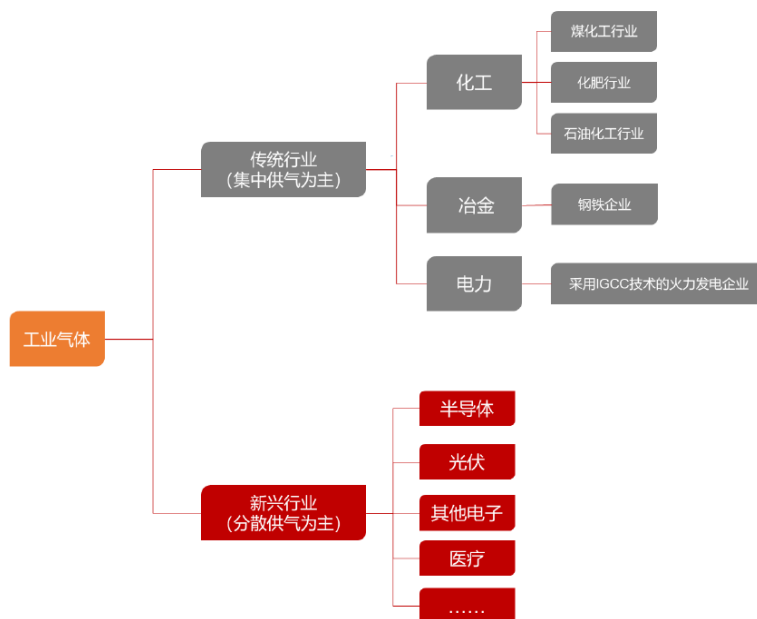 工业气体
传统行业
（集中供气为主）
化工
煤化工行业
化肥行业
石油化工行业
冶金
钢铁企业
电力
采用IGCC技术的火力发电企业
新兴行业
（分散供气为主）
半导体
光伏
其他电子
医疗
……